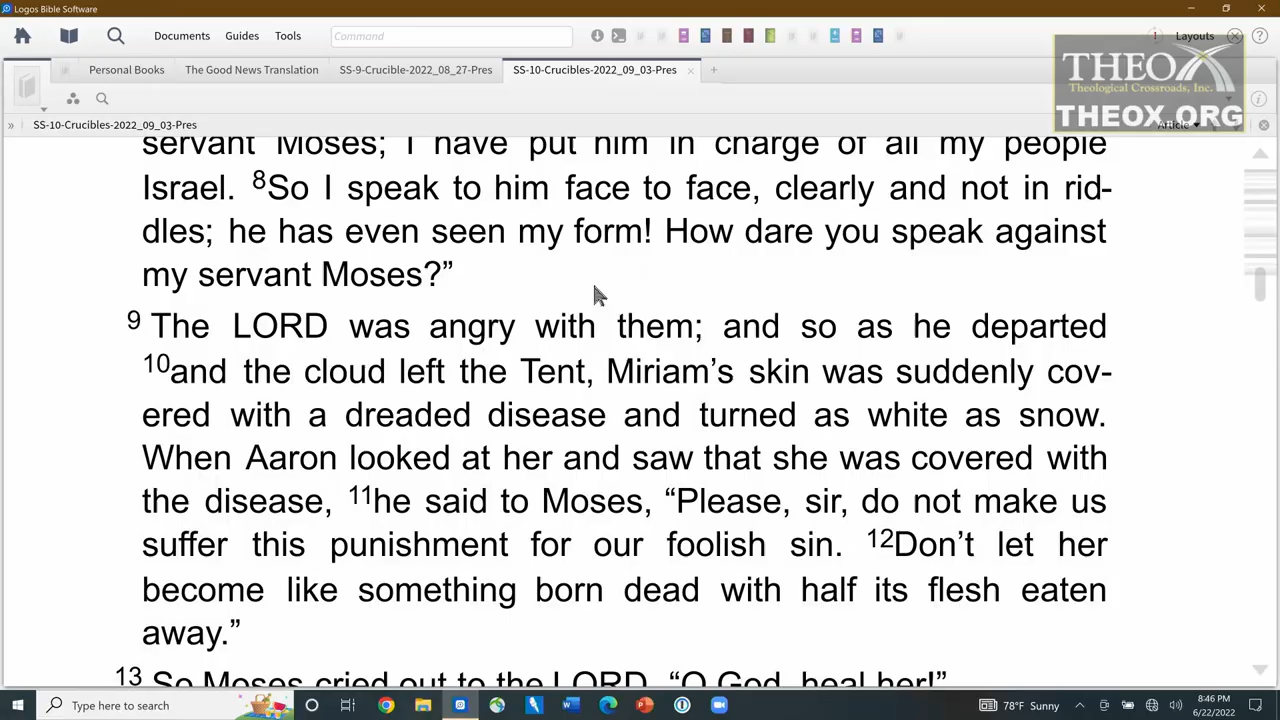 Logos Bible Software
Documents Guides Tools Command Layouts
Personal Books The Good News Translation SS-9-Crucibles-2022_08_27-Pres SS-10-Crucibles-2022_09_03-Pres
THEOX
Theological Crossroads, Inc.
THEOX.ORG
SS-10-Crucibles-2022_09_03-Pres Article
servant Moses; I have put him in charge of all my people
Israel. 8So I speak to him face to face, clearly and not in rid-
dles; he has even seen my form! How dare you speak against
my servant Moses?”
9 The LORD was angry with them; and so as he departed
10and the cloud left the Tent, Miriam’s skin was suddenly cov-
ered with a dreaded disease and turned as white as snow.
When Aaron looked at her and saw that she was covered with
the disease, 11he said to Moses, “Please, sir, do not make us
suffer this punishment for our foolish sin. 12Don’t let her
become like something born dead with half its flesh eaten
away.”
13 So Moses cried out to the LORD, “O God, heal her!”
Type here to search 78°F Sunny 8:46 PM
6/22/2022